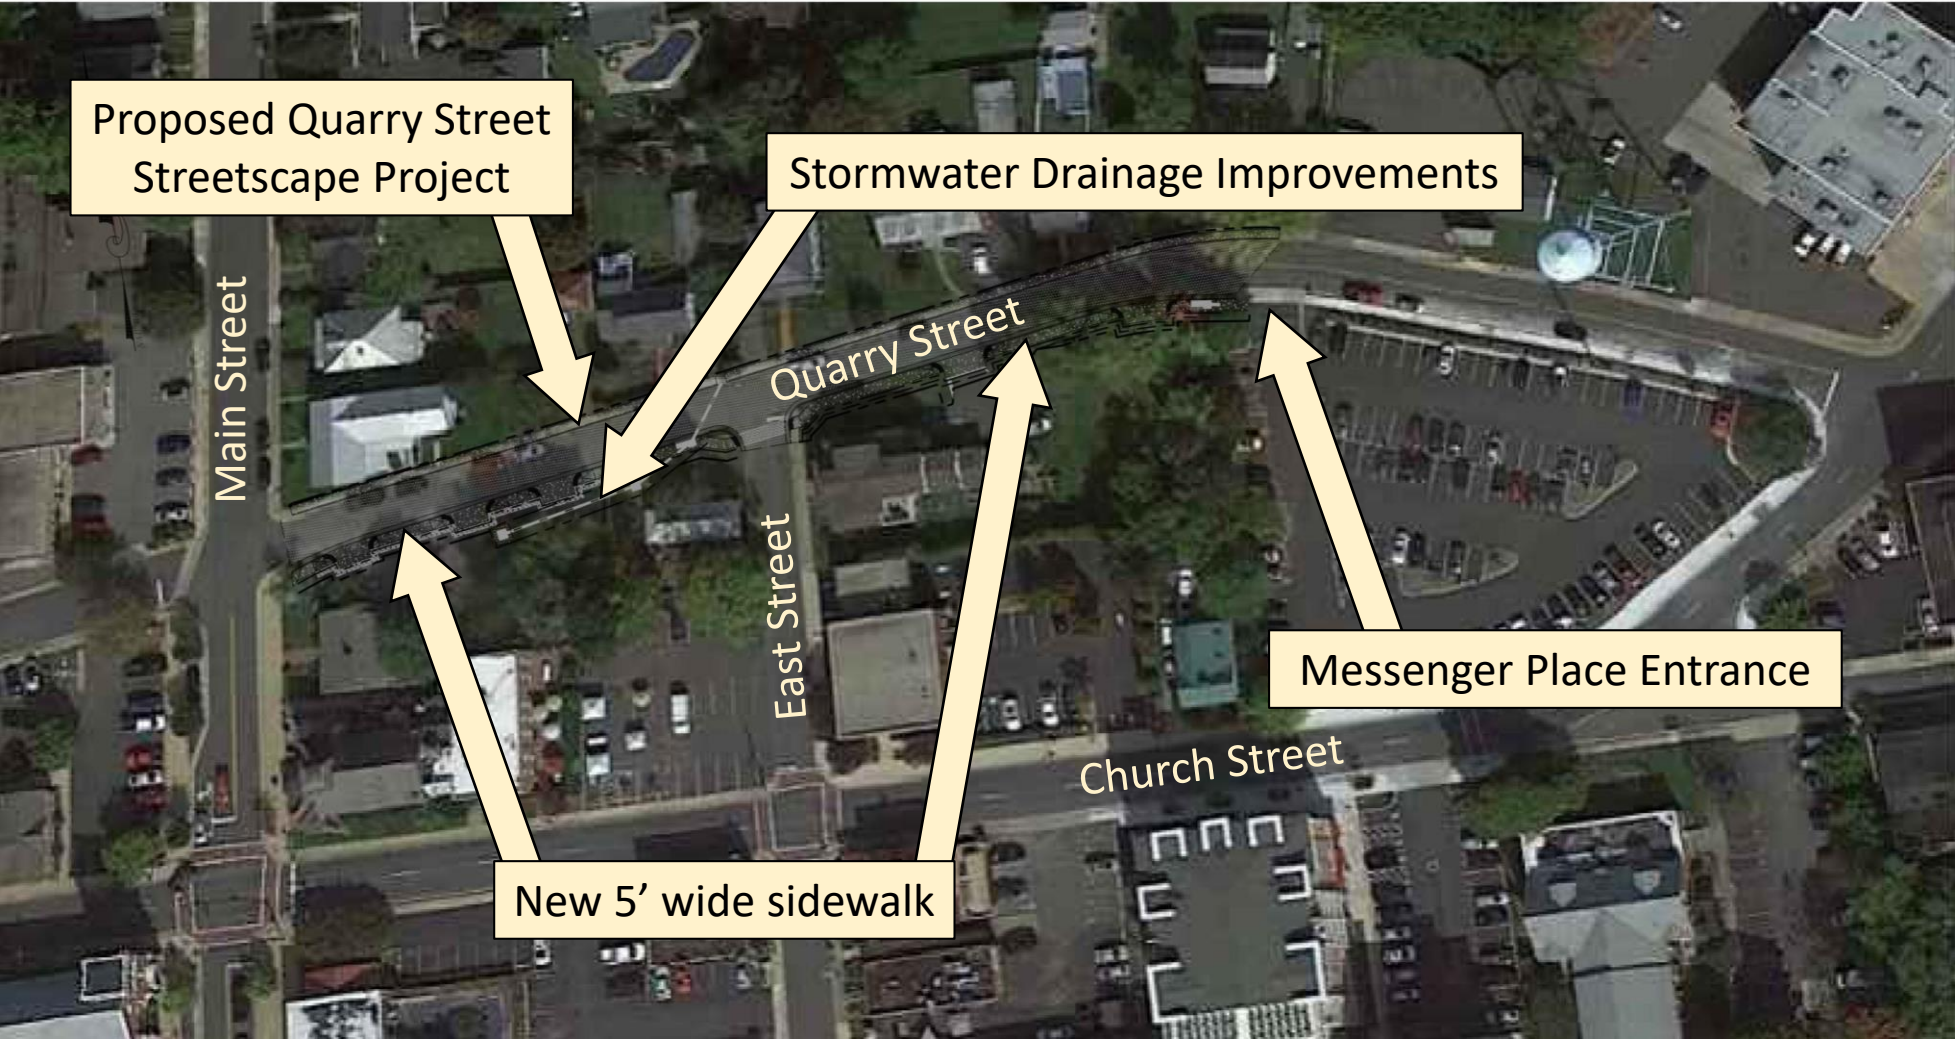 Proposed Quarry Street
Streetscape Project
Stormwater Drainage Improvements
Main Street
Quarry Street
East Street
Messenger Place Entrance
Church Street
New 5’ wide sidewalk